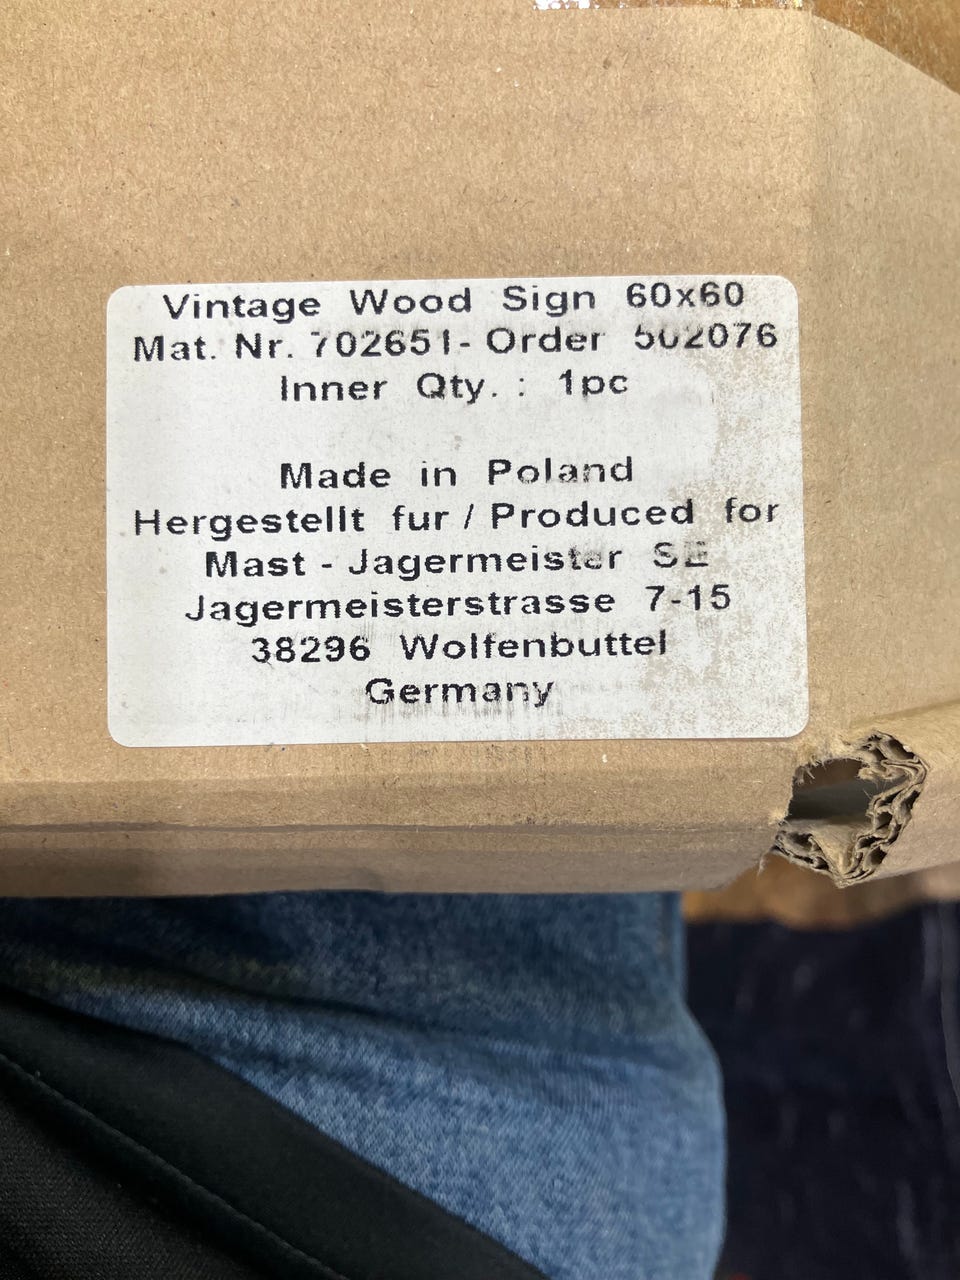 Vintage Wood Sign 60x60
Mat. Nr. 702651- Order 502076
Inner Qty. : 1pc
Made in Poland
Hergestellt fur / Produced for
Mast - Jagermeister SE
Jagermeisterstrasse 7-15
38296 Wolfenbuttel
Germany